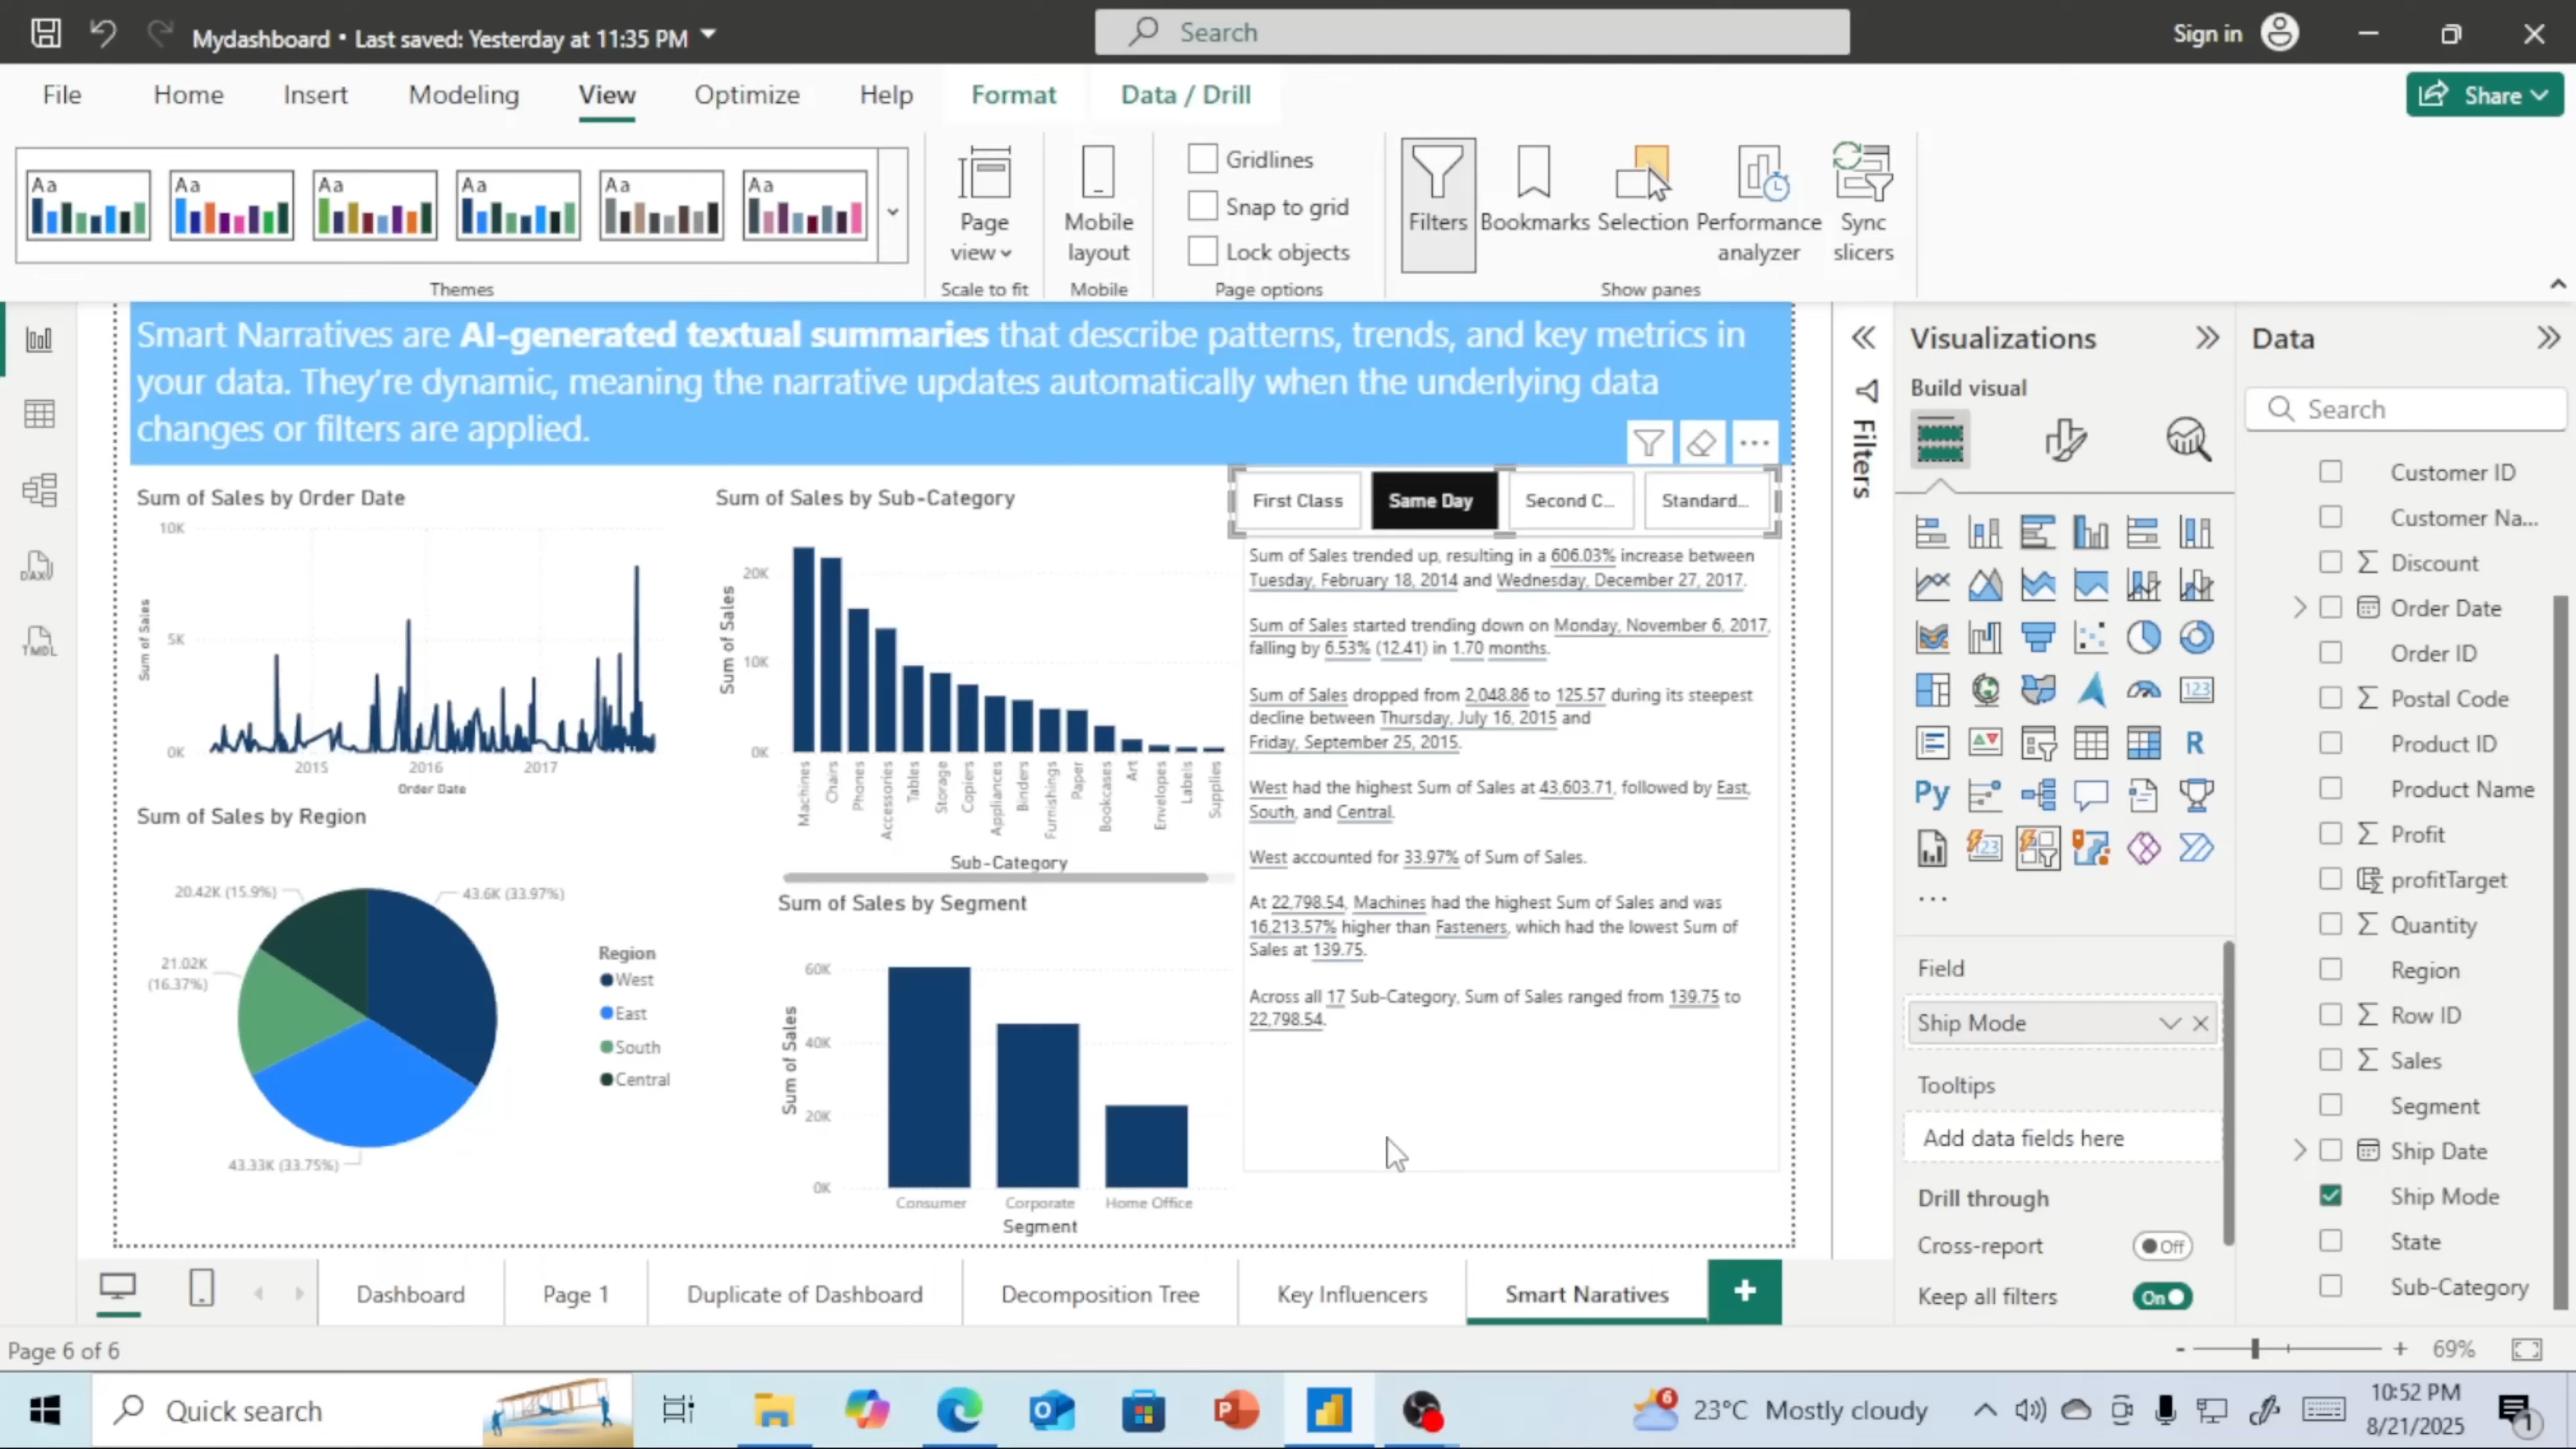 Mydashboard • Last saved: Yesterday at 11:35 PM
Search
Sign in
File Home Insert Modeling View Optimize Help Format Data / Drill
Share
Aa Aa Aa Aa Aa Aa
Themes
Page view
Scale to fit
Mobile layout
Mobile
Gridlines
Snap to grid
Lock objects
Page options
Filters
Bookmarks
Selection
Performance analyzer
Sync slicers
Show panes
DAX
TMDL
Smart Narratives are AI-generated textual summaries that describe patterns, trends, and key metrics in
your data. They're dynamic, meaning the narrative updates automatically when the underlying data
changes or filters are applied.
Sum of Sales by Order Date
10K
5K
0K
Sum of Sales
2015 2016 2017
Order Date
Sum of Sales by Sub-Category
20K
10K
0K
Sum of Sales
Machines Chairs Phones Accessories Tables Storage Copiers Appliances Binders Furnishings Paper Bookcases Art Envelopes Labels Supplies
Sub-Category
Sum of Sales by Region
20.42K (15.9%)
43.6K (33.97%)
21.02K
(16.37%)
43.33K (33.75%)
Region
West
East
South
Central
Sum of Sales by Segment
60K
40K
20K
0K
Sum of Sales
Consumer Corporate Home Office
Segment
First Class Same Day Second C... Standard...
Sum of Sales trended up, resulting in a 606.03% increase between
Tuesday, February 18, 2014 and Wednesday, December 27, 2017.
Sum of Sales started trending down on Monday, November 6, 2017,
falling by 6.53% (12.41) in 1.70 months.
Sum of Sales dropped from 2,048.86 to 125.57 during its steepest
decline between Thursday, July 16, 2015 and
Friday, September 25, 2015.
West had the highest Sum of Sales at 43,603.71, followed by East,
South, and Central.
West accounted for 33.97% of Sum of Sales.
At 22,798.54, Machines had the highest Sum of Sales and was
16,213.57% higher than Fasteners, which had the lowest Sum of
Sales at 139.75.
Across all 17 Sub-Category, Sum of Sales ranged from 139.75 to
22,798.54.
Filters
Visualizations
Build visual
123
R
Py
123
...
Field
Ship Mode
Tooltips
Add data fields here
Drill through
Cross-report Off
Keep all filters On
Data
Search
Customer ID
Customer Na...
Discount
Order Date
Order ID
Postal Code
Product ID
Product Name
Profit
profitTarget
Quantity
Region
Row ID
Sales
Segment
Ship Date
Ship Mode
State
Sub-Category
Dashboard Page 1 Duplicate of Dashboard Decomposition Tree Key Influencers Smart Naratives +
Page 6 of 6
- + 69%
Quick search
6
23°C Mostly cloudy
10:52 PM
8/21/2025
1